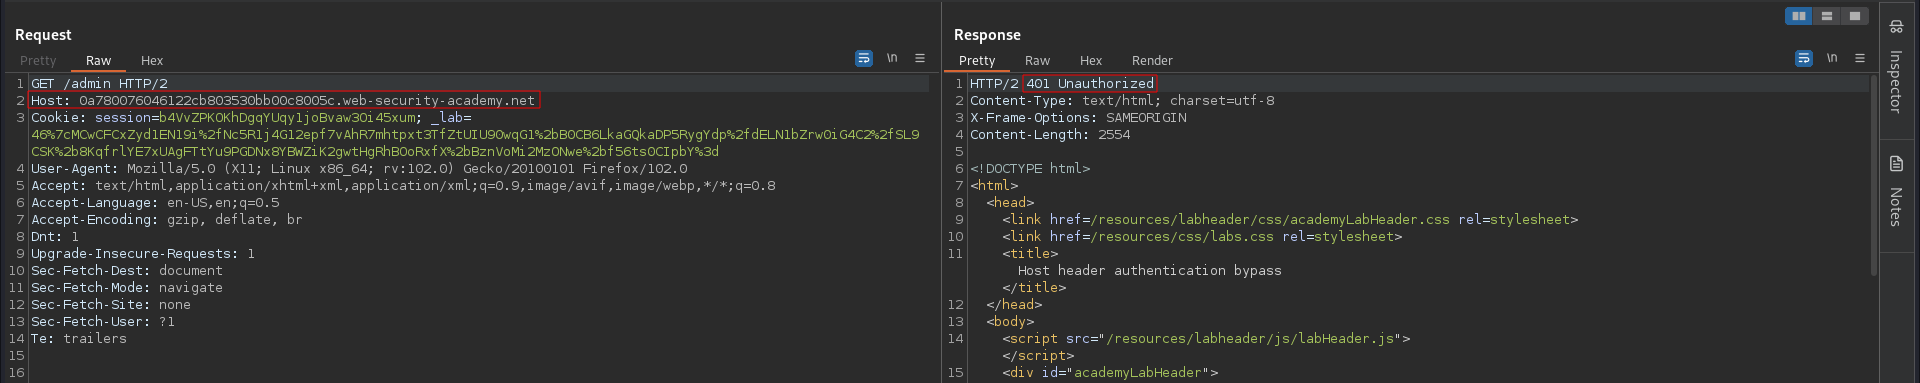 Request
Pretty Raw Hex \n
1 GET /admin HTTP/2
2 Host: 0a780076046122cb803530bb00c8005c.web-security-academy.net
3 Cookie: session=b4VvZPKOKhDgqYUqy1joBvaw3Oi45xum; _lab=
46%7cMCwCFCxZyd1EN19i%2fNc5R1j4G12epf7vAhR7mhtpxt3TfZtUIU9OwqG1%2bBOCB6LkaGQkaDP5RygYdp%2fdELN1bZrw0iG4C2%2fSL9
CSK%2b8KqfrlYE7xUAgFTtYu9PGDNx8YBWZiK2gwtHgRhBOoRxfX%2bBznVoMi2MzONwe%2bf56tsOCIpbY%3d
4 User-Agent: Mozilla/5.0 (X11; Linux x86_64; rv:102.0) Gecko/20100101 Firefox/102.0
5 Accept: text/html,application/xhtml+xml,application/xml;q=0.9,image/avif,image/webp,*/*;q=0.8
6 Accept-Language: en-US,en;q=0.5
7 Accept-Encoding: gzip, deflate, br
8 Dnt: 1
9 Upgrade-Insecure-Requests: 1
10 Sec-Fetch-Dest: document
11 Sec-Fetch-Mode: navigate
12 Sec-Fetch-Site: none
13 Sec-Fetch-User: ?1
14 Te: trailers
15
16
Response
Pretty Raw Hex Render \n
1 HTTP/2 401 Unauthorized
2 Content-Type: text/html; charset=utf-8
3 X-Frame-Options: SAMEORIGIN
4 Content-Length: 2554
5
6 <!DOCTYPE html>
7 <html>
8 <head>
9 <link href=/resources/labheader/css/academyLabHeader.css rel=stylesheet>
10 <link href=/resources/css/labs.css rel=stylesheet>
11 <title>
Host header authentication bypass
</title>
12 </head>
13 <body>
14 <script src="/resources/labheader/js/labHeader.js">
</script>
15 <div id="academyLabHeader">
Inspector
Notes